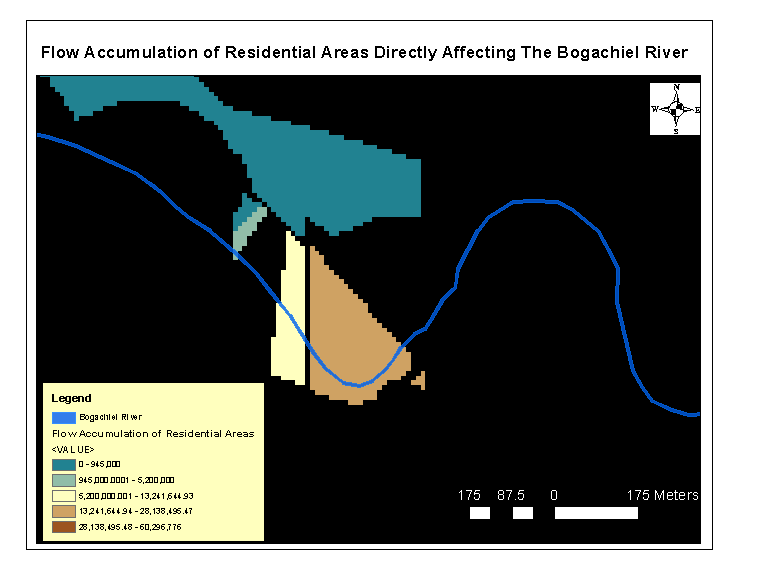 Flow Accumulation of Residential Areas Directly Affecting The Bogachiel River
N
W E
S
Legend
Bogachiel River
Flow Accumulation of Residential Areas
<VALUE>
0 - 945,000
945,000.0001 - 5,200,000
5,200,000.001 - 13,241,644.93
13,241,644.94 - 28,138,495.47
28,138,495.48 - 60,296,776
175 87.5 0 175 Meters